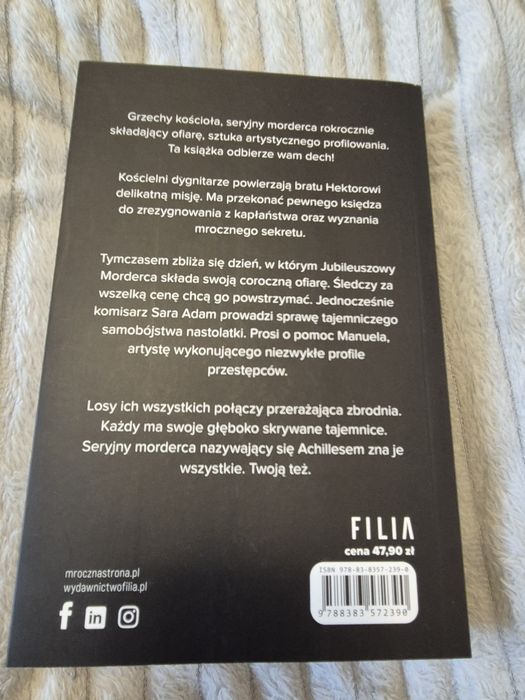 Grzechy kościoła, seryjny morderca rokrocznie
składający ofiarę, sztuka artystycznego profilowania.
Ta książka odbierze wam dech!
Kościelni dygnitarze powierzają bratu Hektorowi
delikatną misję. Ma przekonać pewnego księdza
do zrezygnowania z kapłaństwa oraz wyznania
mrocznego sekretu.
Tymczasem zbliża się dzień, w którym Jubileuszowy
Morderca składa swoją coroczną ofiarę. Śledczy za
wszelką cenę chcą go powstrzymać. Jednocześnie
komisarz Sara Adam prowadzi sprawę tajemniczego
samobójstwa nastolatki. Prosi o pomoc Manuela,
artystę wykonującego niezwykłe profile
przestępców.
Losy ich wszystkich połączy przerażająca zbrodnia.
Każdy ma swoje głęboko skrywane tajemnice.
Seryjny morderca nazywający się Achillesem zna je
wszystkie. Twoją też.
FILIA
cena 47,90 zł
ISBN 978-83-8357-239-0
9 788383 572390
mrocznastrona.pl
wydawnictwofilia.pl
f in